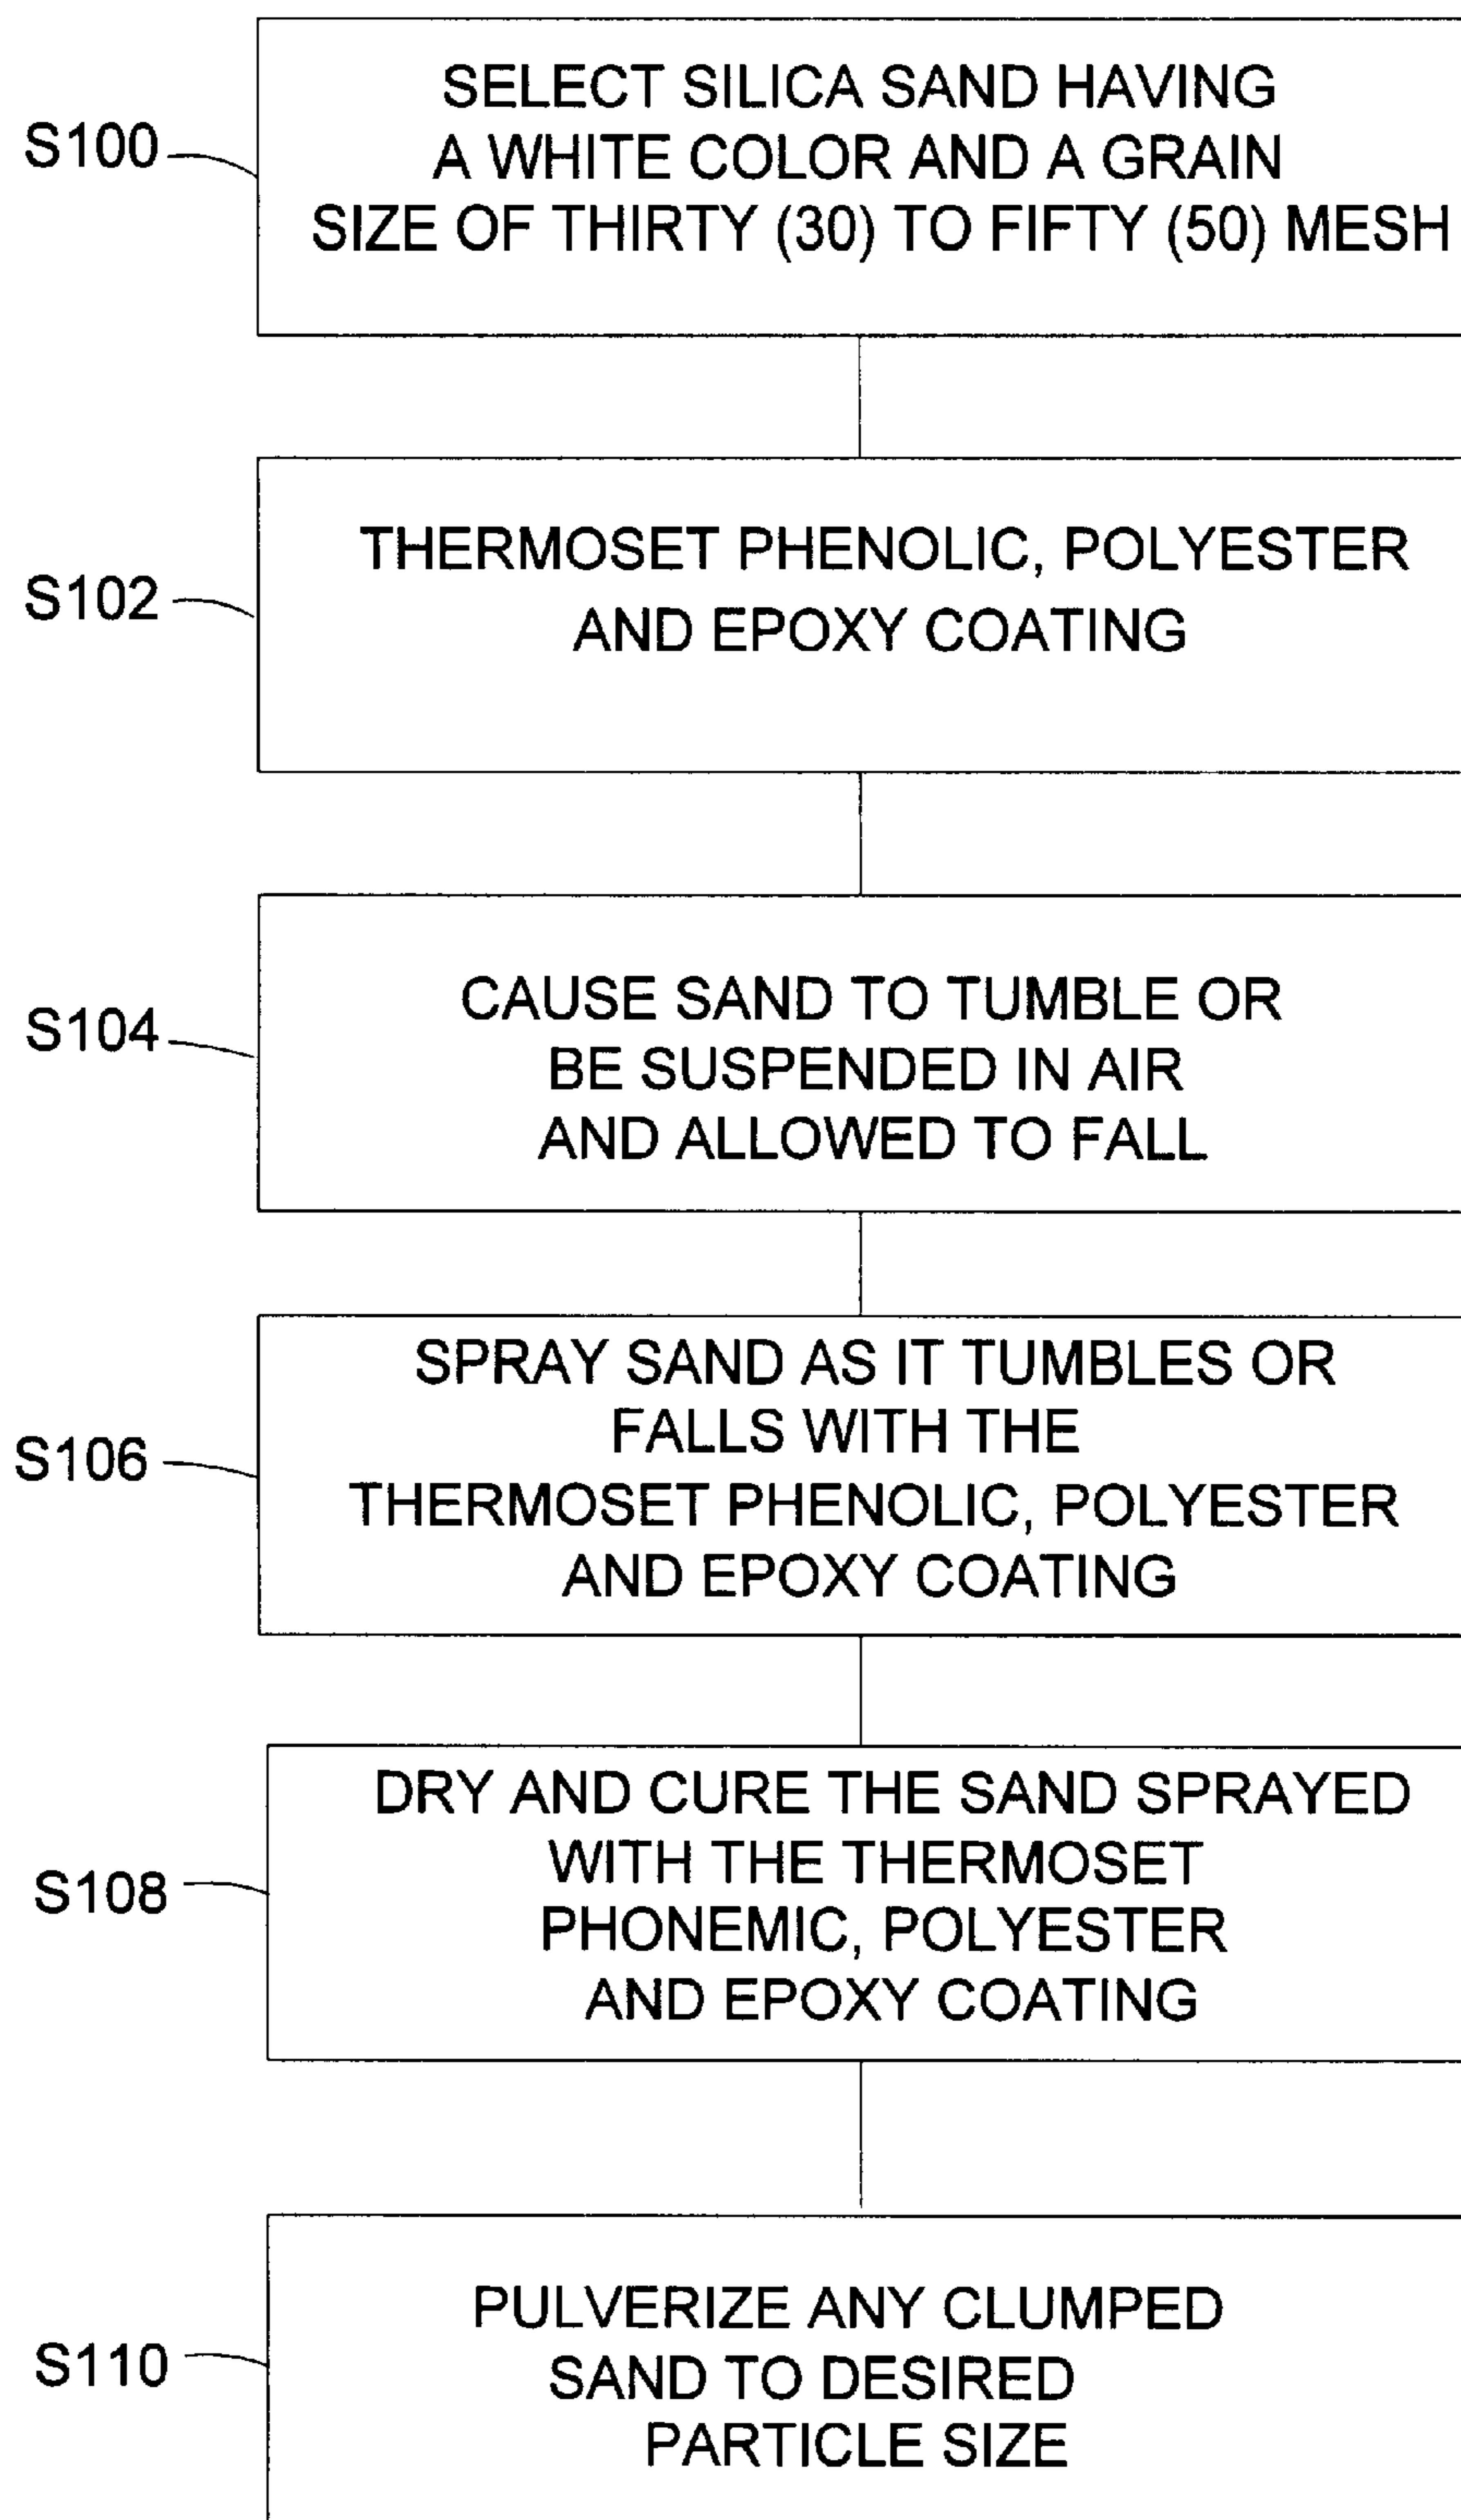 SELECT SILICA SAND HAVING
S100
A WHITE COLOR AND A GRAIN
SIZE OF THIRTY (30) TO FIFTY (50) MESH
THERMOSET PHENOLIC, POLYESTER
S102
AND EPOXY COATING
CAUSE SAND TO TUMBLE OR
S104
BE SUSPENDED IN AIR
AND ALLOWED TO FALL
SPRAY SAND AS IT TUMBLES OR
FALLS WITH THE
S106
THERMOSET PHENOLIC, POLYESTER
AND EPOXY COATING
DRY AND CURE THE SAND SPRAYED
WITH THE THERMOSET
S108
PHONEMIC, POLYESTER
AND EPOXY COATING
PULVERIZE ANY CLUMPED
S110
SAND TO DESIRED
PARTICLE SIZE